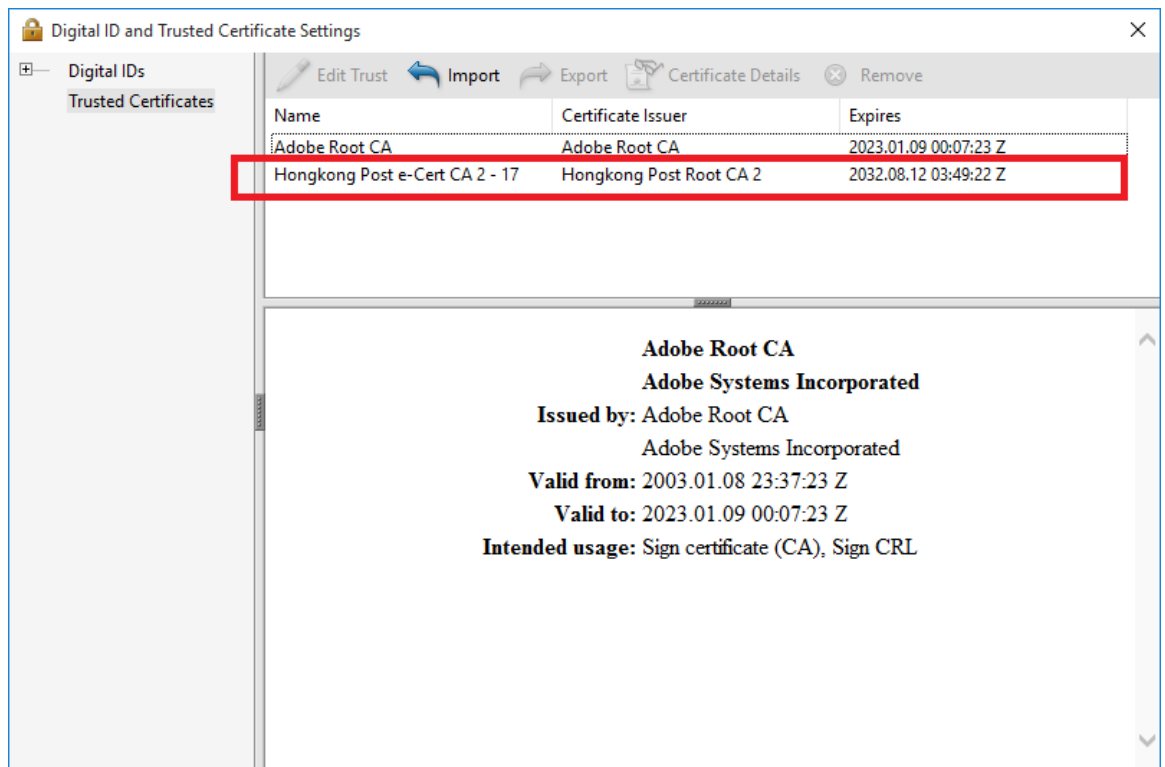 Digital ID and Trusted Certificate Settings
Digital IDs
Trusted Certificates
Edit Trust Import Export Certificate Details Remove
Name Certificate Issuer Expires
Adobe Root CA Adobe Root CA 2023.01.09 00:07:23 Z
Hongkong Post e-Cert CA 2 - 17 Hongkong Post Root CA 2 2032.08.12 03:49:22 Z
Adobe Root CA
Adobe Systems Incorporated
Issued by: Adobe Root CA
Adobe Systems Incorporated
Valid from: 2003.01.08 23:37:23 Z
Valid to: 2023.01.09 00:07:23 Z
Intended usage: Sign certificate (CA), Sign CRL